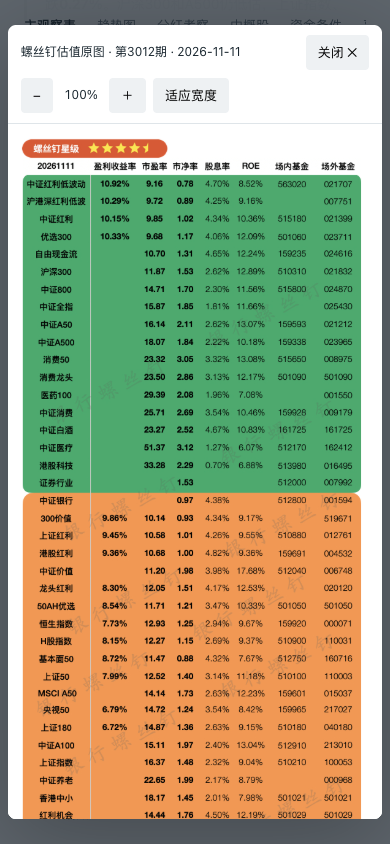 螺丝钉估值原图 · 第3012期 · 2026-11-11
关闭 ×
− 100% + 适应宽度
螺丝钉星级
20261111 盈利收益率 市盈率 市净率 股息率 ROE 场内基金 场外基金
中证红利低波动 10.92% 9.16 0.78 4.70% 8.52% 563020 021707
沪港深红利低波 10.29% 9.72 0.89 4.25% 9.16% 007751
中证红利 10.15% 9.85 1.02 4.34% 10.36% 515180 021399
优选300 10.33% 9.68 1.17 4.06% 12.09% 501060 023711
自由现金流 10.70 1.31 4.65% 12.24% 159235 024616
沪深300 11.87 1.53 2.62% 12.89% 510310 021832
中证800 14.71 1.70 2.30% 11.56% 515800 024870
中证全指 15.87 1.85 1.81% 11.66% 025430
中证A50 16.14 2.11 2.62% 13.07% 159593 021212
中证A500 18.07 1.84 2.22% 10.18% 159338 023965
消费50 23.32 3.05 3.32% 13.08% 515650 008975
消费龙头 23.50 2.86 3.13% 12.17% 501090 501090
医药100 29.39 2.08 1.96% 7.08% 001550
中证消费 25.71 2.69 3.54% 10.46% 159928 009179
中证白酒 23.27 2.52 4.67% 10.83% 161725 161725
中证医疗 51.37 3.12 1.27% 6.07% 512170 162412
港股科技 33.28 2.29 0.70% 6.88% 513980 016495
证券行业 1.53 512000 007992
中证银行 0.97 4.38% 512800 001594
300价值 9.86% 10.14 0.93 4.34% 9.17% 519671
上证红利 9.45% 10.58 1.01 4.26% 9.55% 510880 012761
港股红利 9.36% 10.68 1.00 4.82% 9.36% 159691 004532
中证价值 11.20 1.98 3.98% 17.68% 512040 006748
龙头红利 8.30% 12.05 1.51 4.17% 12.53% 020120
50AH优选 8.54% 11.71 1.21 3.47% 10.33% 501050 501050
恒生指数 7.73% 12.93 1.25 2.94% 9.67% 159920 000071
H股指数 8.15% 12.27 1.15 2.69% 9.37% 510900 110031
基本面50 8.72% 11.47 0.88 4.32% 7.67% 512750 160716
上证50 7.99% 12.52 1.40 3.14% 11.18% 510100 110003
MSCI A50 14.14 1.73 2.63% 12.23% 159601 015037
央视50 6.79% 14.72 1.24 3.54% 8.42% 159965 217027
上证180 6.72% 14.87 1.36 2.63% 9.15% 510180 040180
中证A100 15.11 1.97 2.40% 13.04% 512910 213010
上证指数 16.37 1.48 2.32% 9.04% 510210 100053
中证养老 22.65 1.99 2.17% 8.79% 000968
香港中小 18.17 1.45 2.01% 7.98% 501021 501021
红利机会 14.44 1.76 4.50% 12.19% 501029 501029